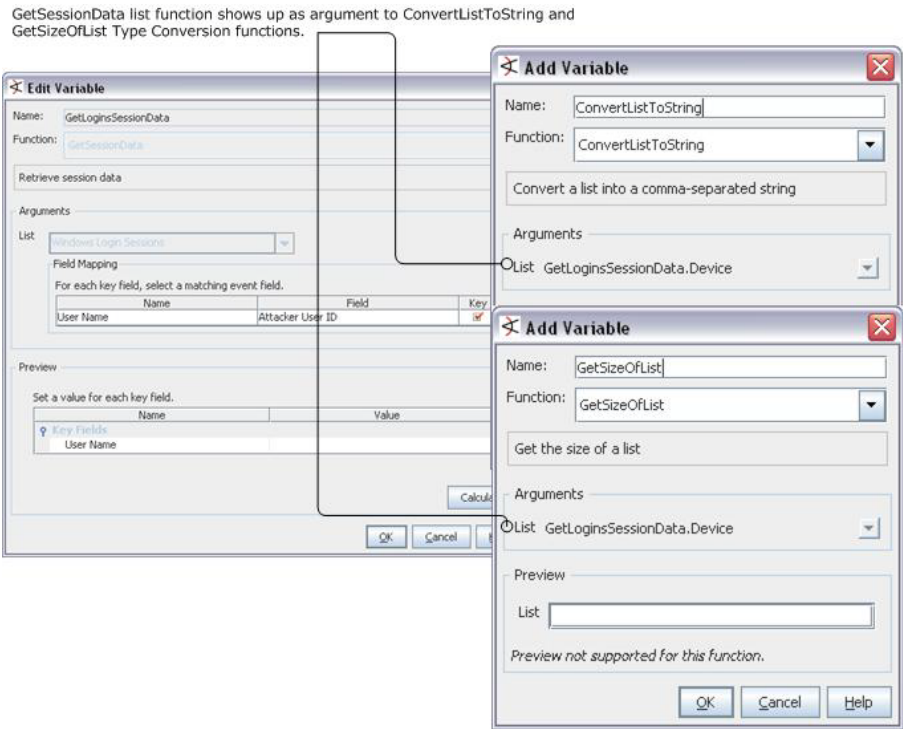 GetSessionData list function shows up as argument to ConvertListToString and
GetSizeOfList Type Conversion functions.
Edit Variable
Name: GetLoginsSessionData
Function: GetSessionData
Retrieve session data
Arguments
List Windows Login Sessions
Field Mapping
For each key field, select a matching event field.
Name Field Key
User Name Attacker User ID
Preview
Set a value for each key field.
Name Value
Key Fields
User Name
Calcula
OK Cancel
Add Variable
Name: ConvertListToString
Function: ConvertListToString
Convert a list into a comma-separated string
Arguments
List GetLoginsSessionData.Device
Add Variable
Name: GetSizeOfList
Function: GetSizeOfList
Get the size of a list
Arguments
List GetLoginsSessionData.Device
Preview
List
Preview not supported for this function.
OK Cancel Help